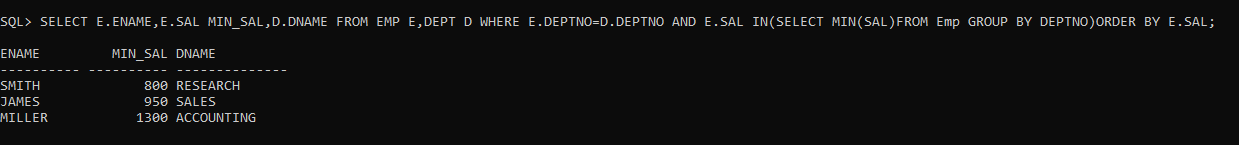 SQL> SELECT E.ENAME,E.SAL MIN_SAL,D.DNAME FROM EMP E,DEPT D WHERE E.DEPTNO=D.DEPTNO AND E.SAL IN(SELECT MIN(SAL)FROM Emp GROUP BY DEPTNO)ORDER BY E.SAL;
ENAME         MIN_SAL DNAME
---------- ---------- --------------
SMITH             800 RESEARCH
JAMES             950 SALES
MILLER           1300 ACCOUNTING